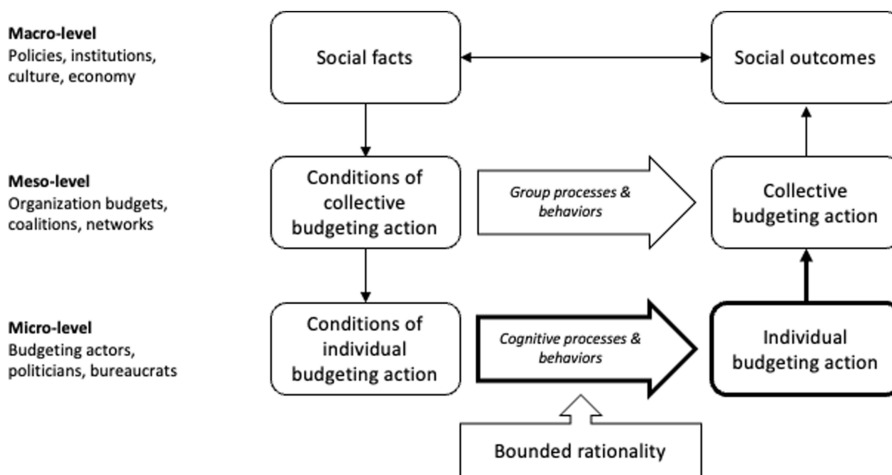 Macro-level
Policies, institutions,
culture, economy
Social facts
Social outcomes
Meso-level
Organization budgets,
coalitions, networks
Conditions of
collective
budgeting action
Group processes &
behaviors
Collective
budgeting action
Micro-level
Budgeting actors,
politicians, bureaucrats
Conditions of
individual
budgeting action
Cognitive processes &
behaviors
Individual
budgeting action
Bounded rationality